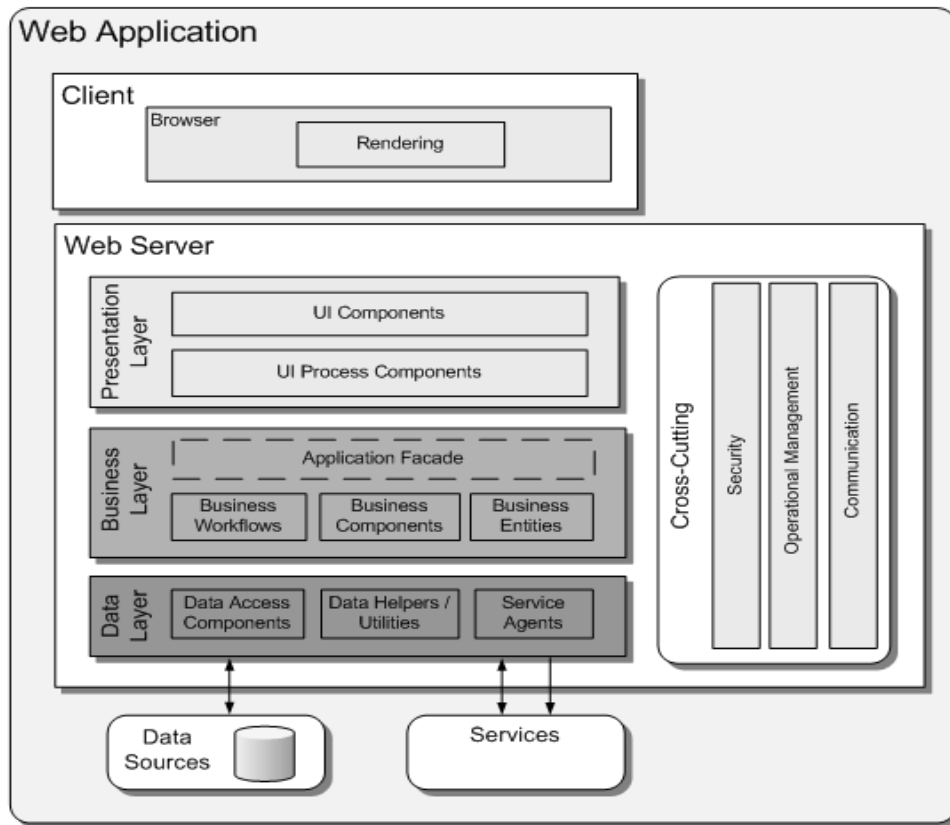 Web Application
Client
Browser
Rendering
Web Server
Presentation
Layer
UI Components
UI Process Components
Business
Layer
Application Facade
Business
Workflows
Business
Components
Business
Entities
Data
Layer
Data Access
Components
Data Helpers /
Utilities
Service
Agents
Cross-Cutting
Security
Operational Management
Communication
Data
Sources
Services